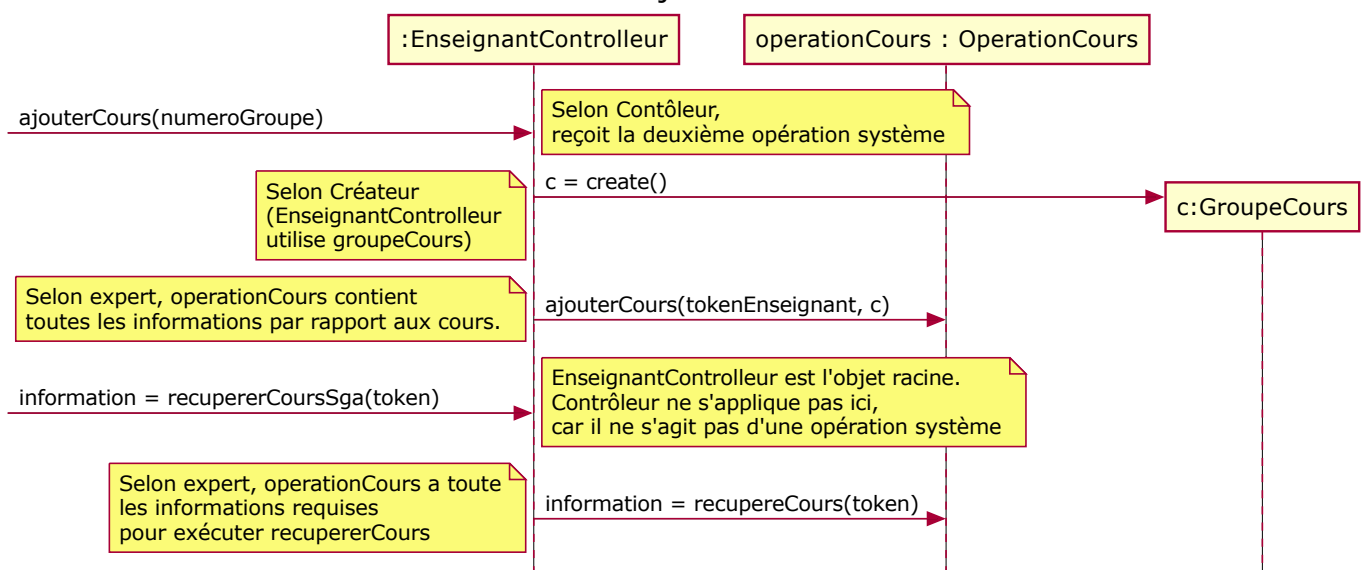 :EnseignantControlleur
operationCours : OperationCours
ajouterCours(numeroGroupe)
Selon Contôleur,
reçoit la deuxième opération système
Selon Créateur
(EnseignantControlleur
utilise groupeCours)
c = create()
c:GroupeCours
Selon expert, operationCours contient
toutes les informations par rapport aux cours.
ajouterCours(tokenEnseignant, c)
information = recupererCoursSga(token)
EnseignantControlleur est l'objet racine.
Contrôleur ne s'applique pas ici,
car il ne s'agit pas d'une opération système
Selon expert, operationCours a toute
les informations requises
pour exécuter recupererCours
information = recupereCours(token)